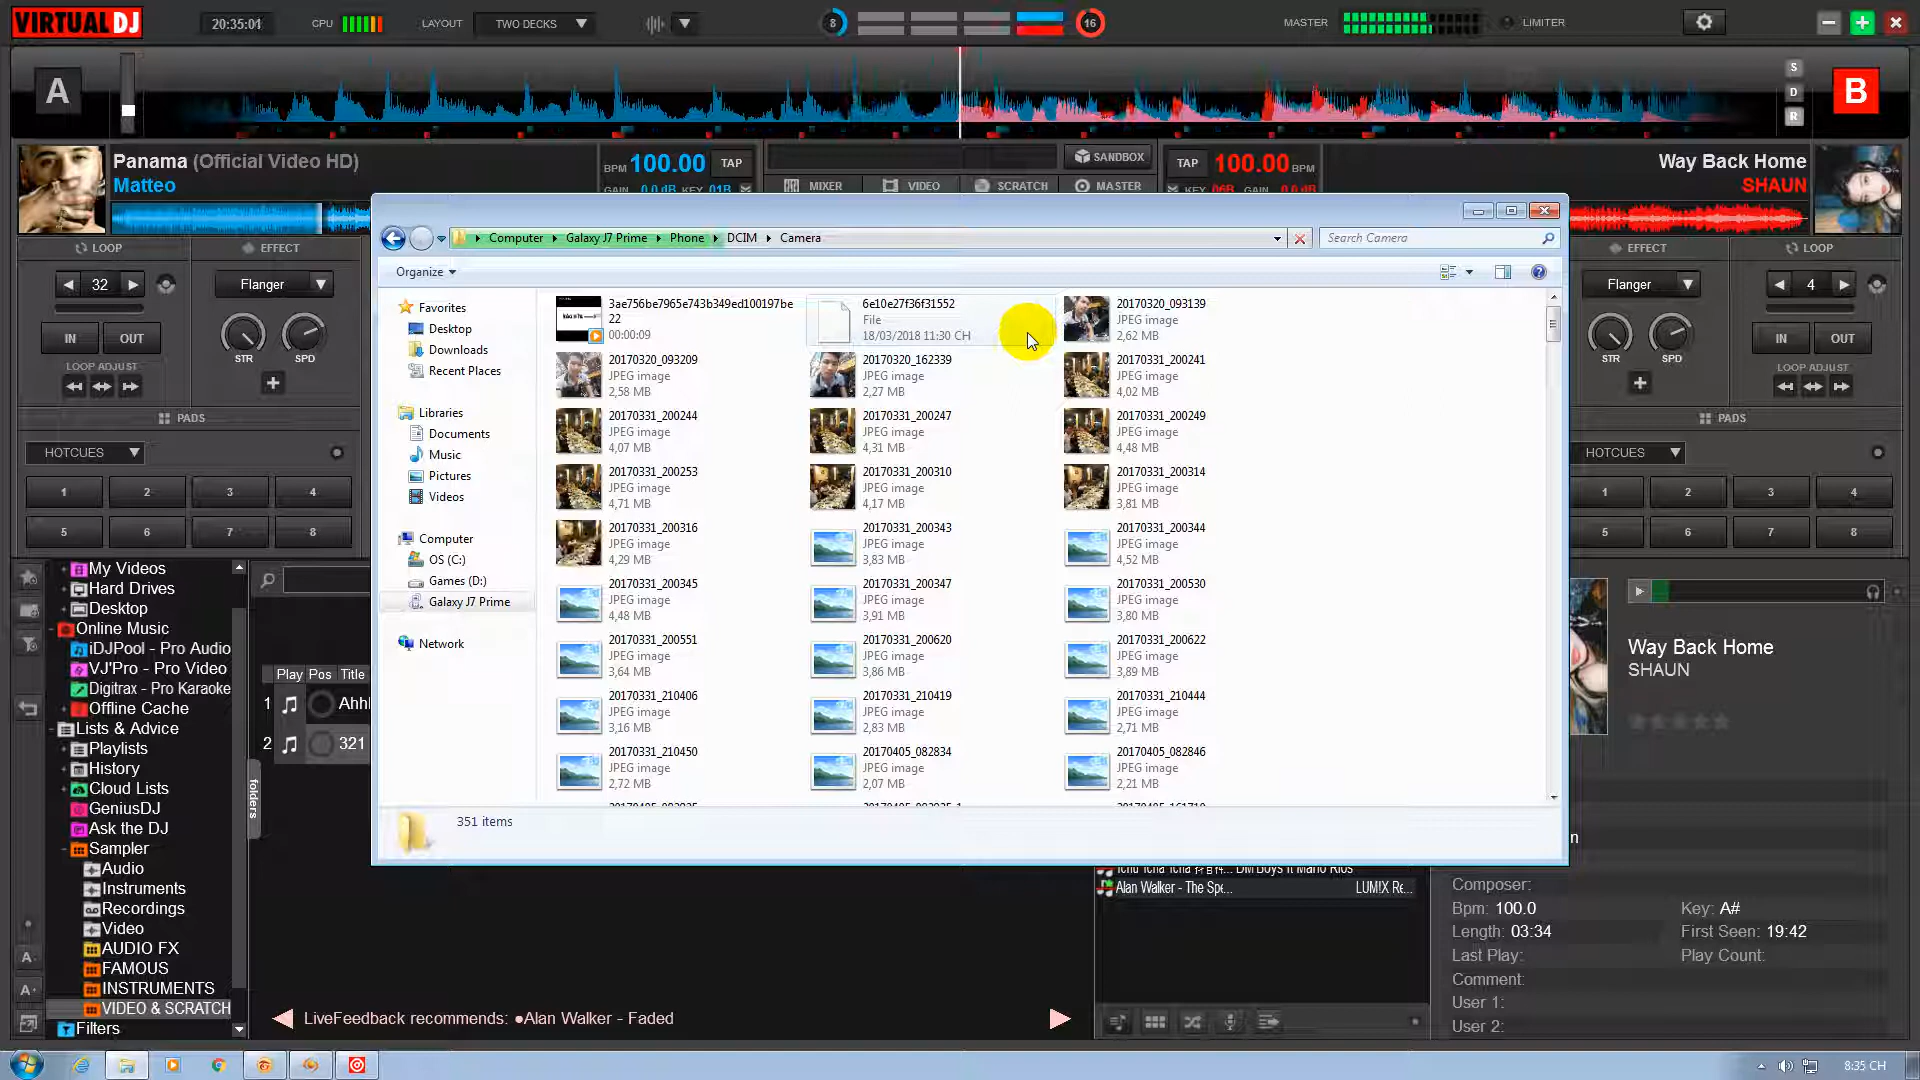 VIRTUAL DJ
20:35:01
CPU
LAYOUT
TWO DECKS
8
16
MASTER
LIMITER
A
S
D
R
B
Panama (Official Video HD)
Matteo
BPM 100.00 TAP
SANDBOX
MIXER
VIDEO
SCRATCH
MASTER
TAP 100.00 BPM
Way Back Home
SHAUN
LOOP
EFFECT
32
Flanger
IN
OUT
STR
SPD
LOOP ADJUST
PADS
HOTCUES
1
2
3
4
5
6
7
8
EFFECT
LOOP
Flanger
4
STR
SPD
IN
OUT
LOOP ADJUST
PADS
HOTCUES
1
2
3
4
5
6
7
8
Computer
Galaxy J7 Prime
Phone
DCIM
Camera
Search Camera
Organize
Favorites
Desktop
Downloads
Recent Places
Libraries
Documents
Music
Pictures
Videos
Computer
OS (C:)
Games (D:)
Galaxy J7 Prime
Network
3ae756be7965e743b349ed100197be
22
00:00:09
6e10e27f36f31552
File
18/03/2018 11:30 CH
20170320_093139
JPEG image
2,62 MB
20170320_093209
JPEG image
2,58 MB
20170320_162339
JPEG image
2,27 MB
20170331_200241
JPEG image
4,02 MB
20170331_200244
JPEG image
4,07 MB
20170331_200247
JPEG image
4,31 MB
20170331_200249
JPEG image
4,48 MB
20170331_200253
JPEG image
4,71 MB
20170331_200310
JPEG image
4,17 MB
20170331_200314
JPEG image
3,81 MB
20170331_200316
JPEG image
4,29 MB
20170331_200343
JPEG image
3,83 MB
20170331_200344
JPEG image
4,52 MB
20170331_200345
JPEG image
4,48 MB
20170331_200347
JPEG image
3,91 MB
20170331_200530
JPEG image
3,80 MB
20170331_200551
JPEG image
3,64 MB
20170331_200620
JPEG image
3,86 MB
20170331_200622
JPEG image
3,89 MB
20170331_210406
JPEG image
3,16 MB
20170331_210419
JPEG image
2,83 MB
20170331_210444
JPEG image
2,71 MB
20170331_210450
JPEG image
2,72 MB
20170405_082834
JPEG image
2,07 MB
20170405_082846
JPEG image
2,21 MB
351 items
My Videos
Hard Drives
Desktop
Online Music
iDJPool - Pro Audio
VJ'Pro - Pro Video
Digitrax - Pro Karaoke
Offline Cache
Lists & Advice
Playlists
History
Cloud Lists
GeniusDJ
Ask the DJ
Sampler
Audio
Instruments
Recordings
Video
AUDIO FX
FAMOUS
INSTRUMENTS
VIDEO & SCRATCH
Filters
folders
Play Pos Title
1 Ahh
2 321
LiveFeedback recommends: ●Alan Walker - Faded
Alan Walker - The Spe... LUM!X Re...
Way Back Home
SHAUN
Composer:
Bpm: 100.0
Key: A#
Length: 03:34
First Seen: 19:42
Last Play:
Play Count:
Comment:
User 1:
User 2:
8:35 CH